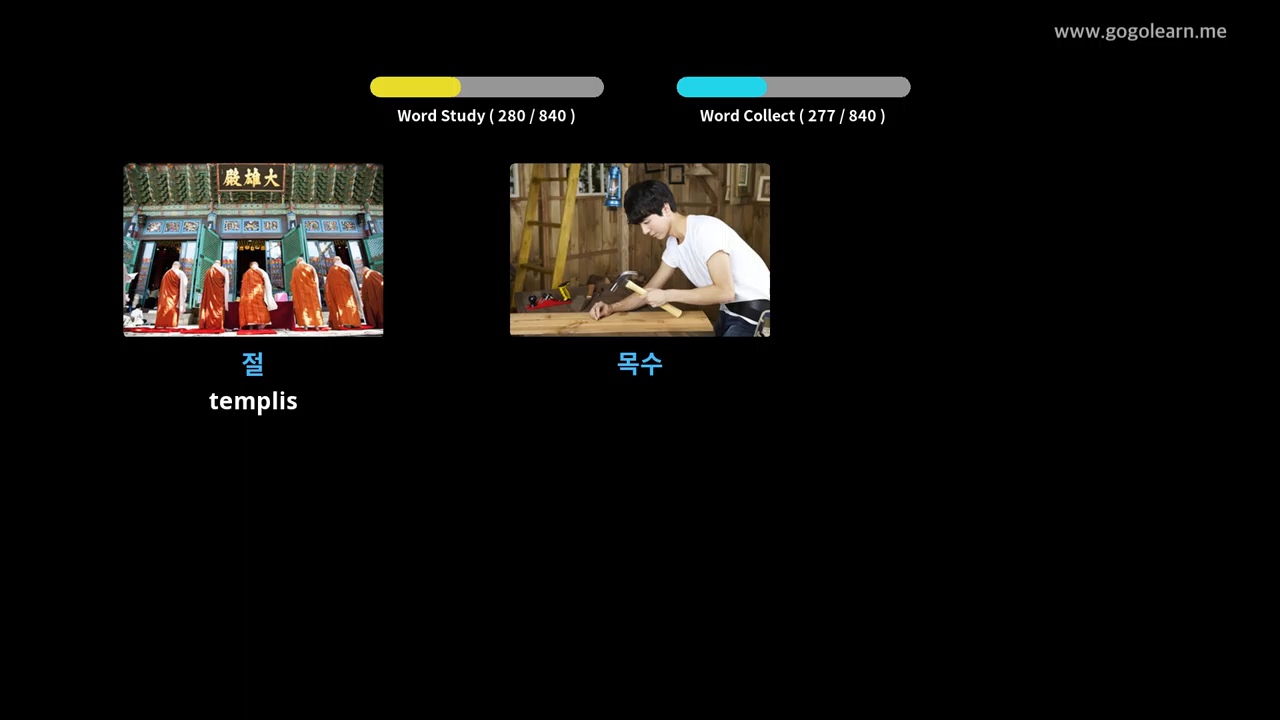 www.gogolearn.me
Word Study ( 280 / 840 )
Word Collect ( 277 / 840 )
殿雄大
절
목수
templis